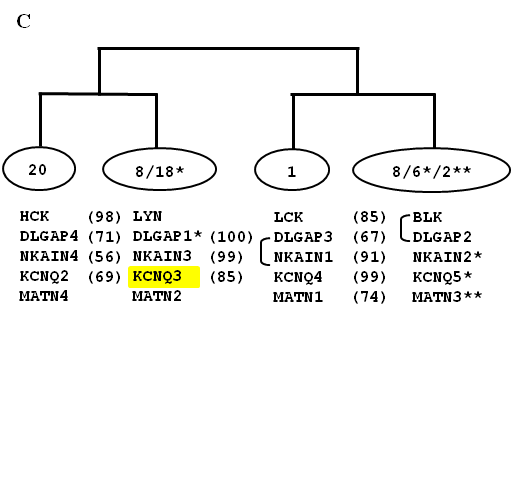 C
20 8/18* 1 8/6*/2**
HCK (98) LYN LCK (85) BLK
DLGAP4 (71) DLGAP1* (100) DLGAP3 (67) DLGAP2
NKAIN4 (56) NKAIN3 (99) NKAIN1 (91) NKAIN2*
KCNQ2 (69) KCNQ3 (85) KCNQ4 (99) KCNQ5*
MATN4 MATN2 MATN1 (74) MATN3**